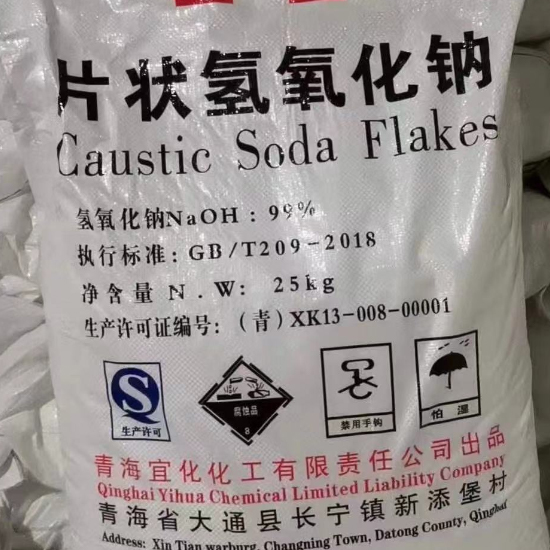 片状氢氧化钠
Caustic Soda Flakes
氢氧化钠NaOH：99%
执行标准：GB/T209-2018
净含量 N.W: 25kg
生产许可证编号：(青)XK13-008-00001
QS
生产许可
腐蚀品
8
禁用手钩
怕湿
青海宜化化工有限责任公司出品
Qinghai Yihua Chemical Limited Liability Company
青海省大通县长宁镇新添堡村
Address: Xin Tian warburg, Changning Town, Datong County, Qinghai